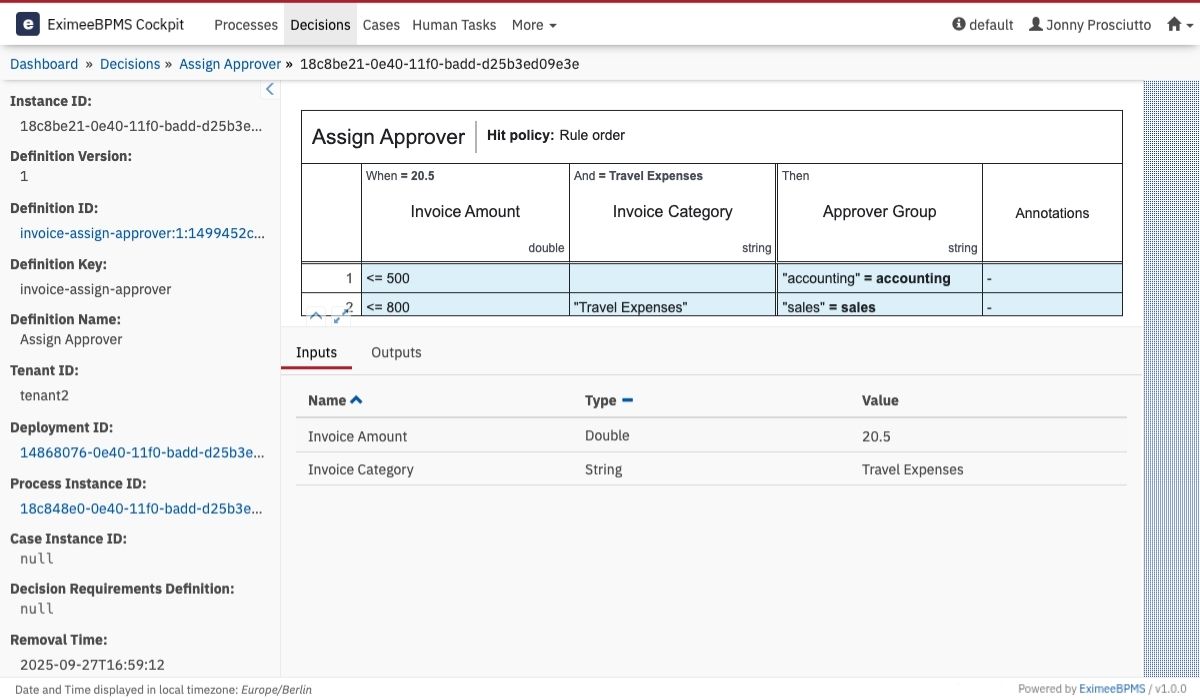 e EximeeBPMS Cockpit Processes Decisions Cases Human Tasks More default Jonny Prosciutto
Dashboard » Decisions » Assign Approver » 18c8be21-0e40-11f0-badd-d25b3ed09e3e
Instance ID:
18c8be21-0e40-11f0-badd-d25b3e...
Definition Version:
1
Definition ID:
invoice-assign-approver:1:1499452c...
Definition Key:
invoice-assign-approver
Definition Name:
Assign Approver
Tenant ID:
tenant2
Deployment ID:
14868076-0e40-11f0-badd-d25b3e...
Process Instance ID:
18c848e0-0e40-11f0-badd-d25b3e...
Case Instance ID:
null
Decision Requirements Definition:
null
Removal Time:
2025-09-27T16:59:12
Assign Approver Hit policy: Rule order
When = 20.5 And = Travel Expenses Then
Invoice Amount Invoice Category Approver Group Annotations
double string string
1 <= 500 "accounting" = accounting -
2 <= 800 "Travel Expenses" "sales" = sales -
Inputs Outputs
Name Type Value
Invoice Amount Double 20.5
Invoice Category String Travel Expenses
Date and Time displayed in local timezone: Europe/Berlin Powered by EximeeBPMS / v1.0.0